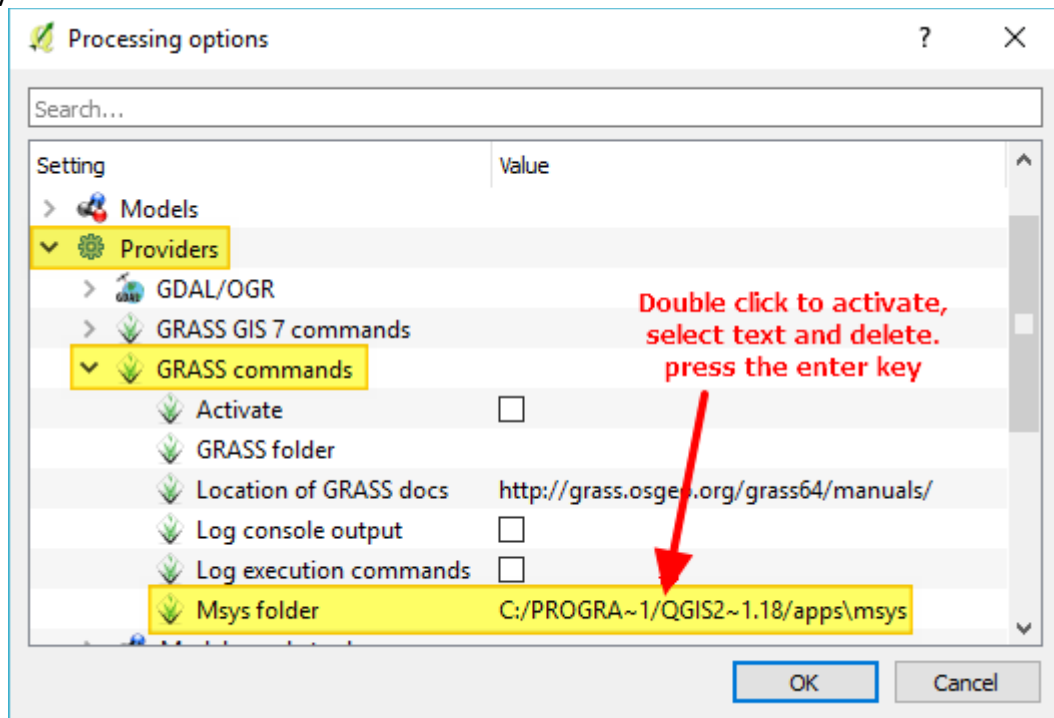 Processing options
?
Search...
Setting Value
Models
Providers
GDAL/OGR
GRASS GIS 7 commands
GRASS commands
Activate
GRASS folder
Location of GRASS docs http://grass.osgeo.org/grass64/manuals/
Log console output
Log execution commands
Msys folder C:/PROGRA~1/QGIS2~1.18/apps\msys
Double click to activate,
select text and delete.
press the enter key
OK Cancel